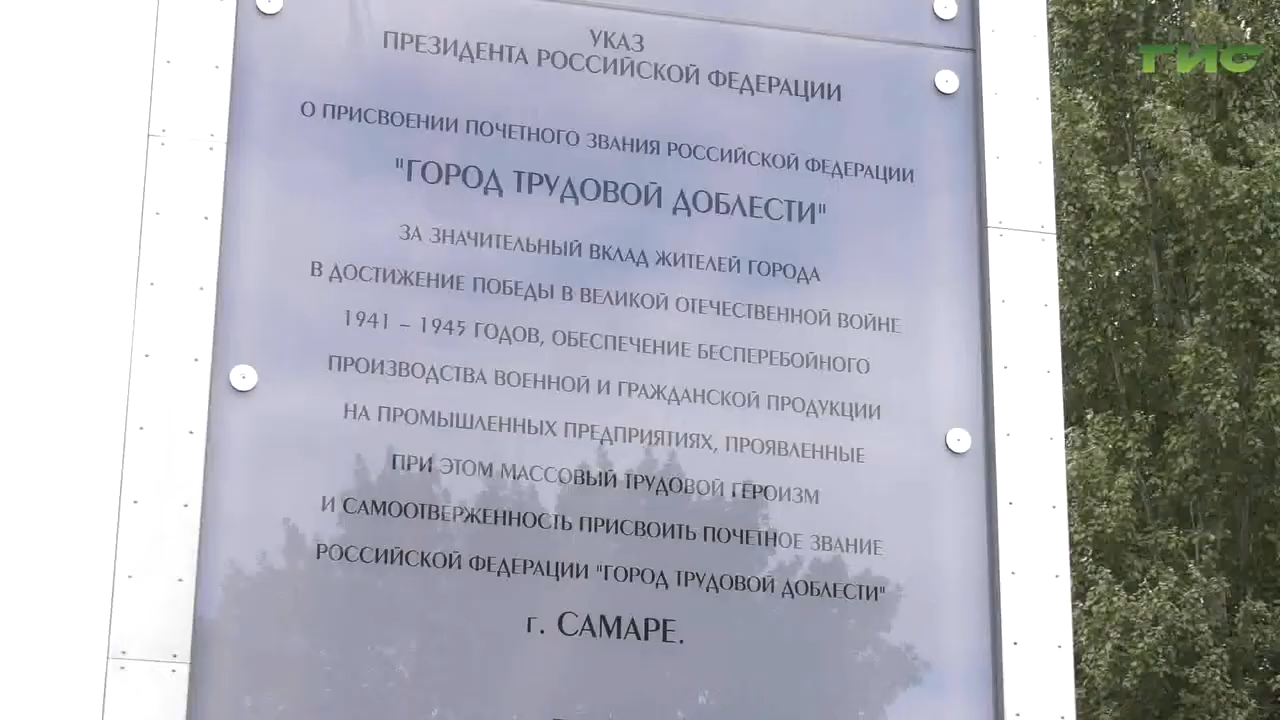 УКАЗ
ПРЕЗИДЕНТА РОССИЙСКОЙ ФЕДЕРАЦИИ
О ПРИСВОЕНИИ ПОЧЕТНОГО ЗВАНИЯ РОССИЙСКОЙ ФЕДЕРАЦИИ
"ГОРОД ТРУДОВОЙ ДОБЛЕСТИ"
ЗА ЗНАЧИТЕЛЬНЫЙ ВКЛАД ЖИТЕЛЕЙ ГОРОДА
В ДОСТИЖЕНИЕ ПОБЕДЫ В ВЕЛИКОЙ ОТЕЧЕСТВЕННОЙ ВОЙНЕ
1941 – 1945 ГОДОВ, ОБЕСПЕЧЕНИЕ БЕСПЕРЕБОЙНОГО
ПРОИЗВОДСТВА ВОЕННОЙ И ГРАЖДАНСКОЙ ПРОДУКЦИИ
НА ПРОМЫШЛЕННЫХ ПРЕДПРИЯТИЯХ, ПРОЯВЛЕННЫЕ
ПРИ ЭТОМ МАССОВЫЙ ТРУДОВОЙ ГЕРОИЗМ
И САМООТВЕРЖЕННОСТЬ ПРИСВОИТЬ ПОЧЕТНОЕ ЗВАНИЕ
РОССИЙСКОЙ ФЕДЕРАЦИИ "ГОРОД ТРУДОВОЙ ДОБЛЕСТИ"
г. САМАРЕ.
ТИС